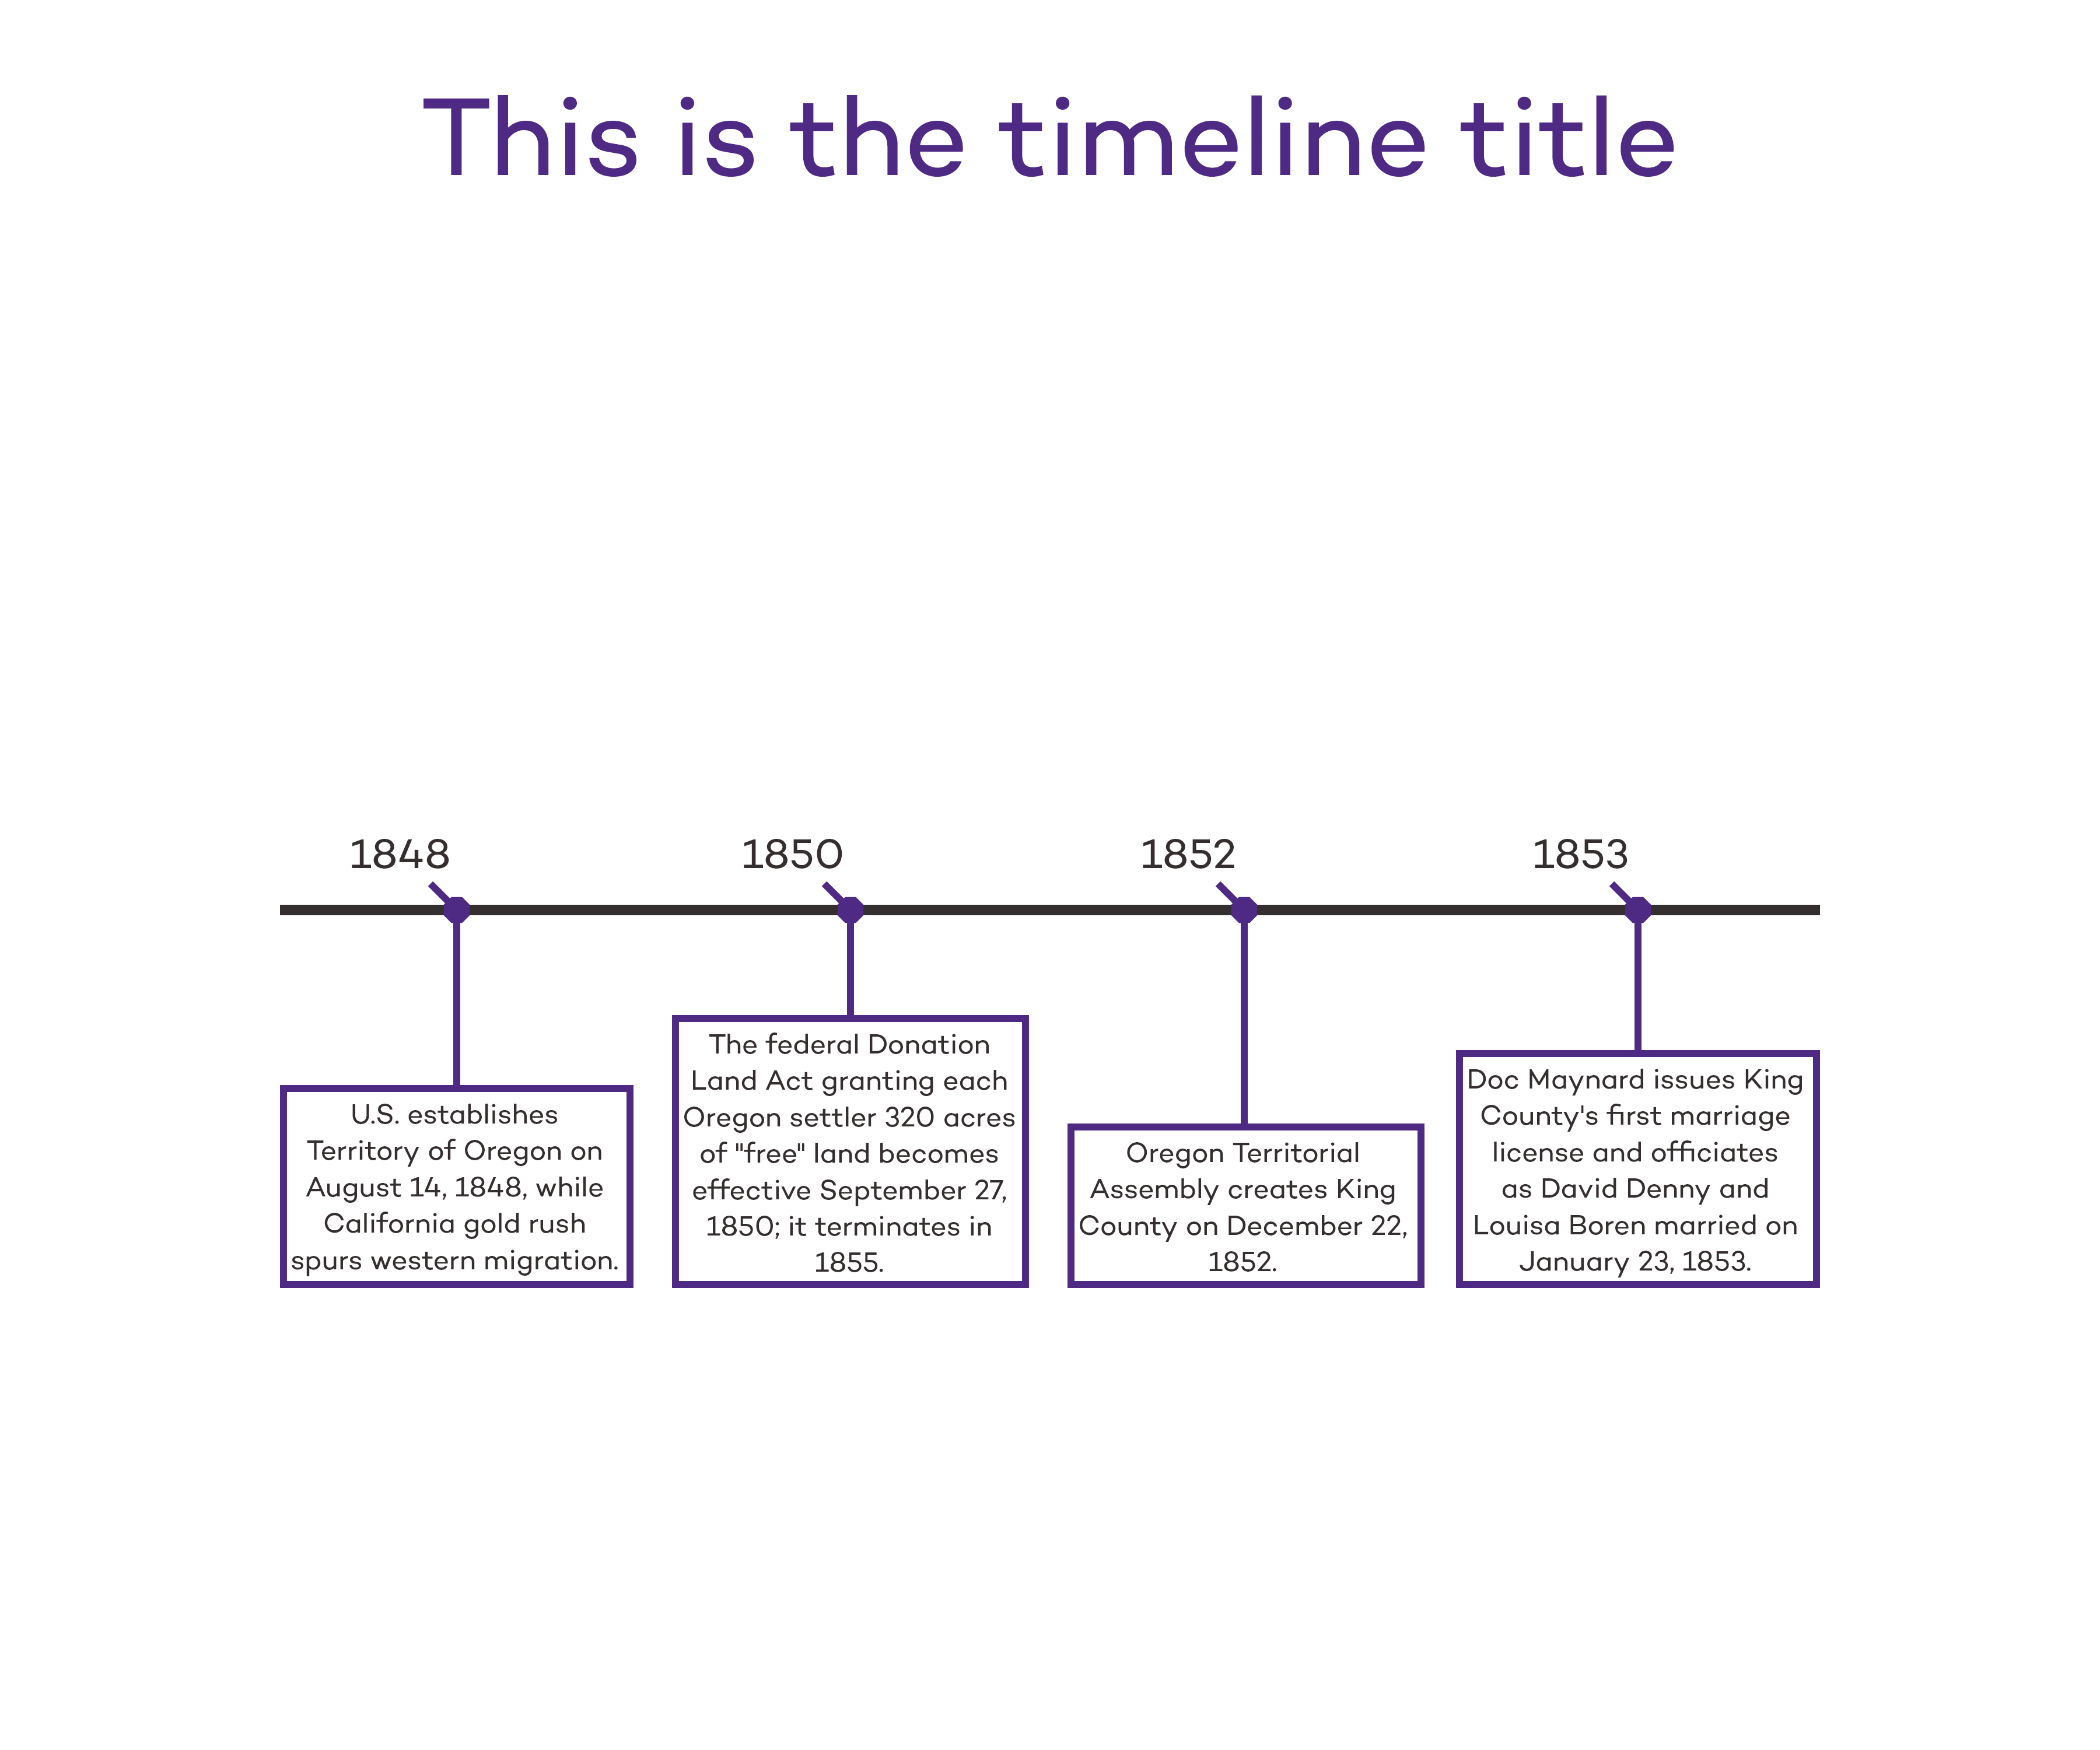 This is the timeline title
1848
1850
1852
1853
U.S. establishes
Territory of Oregon on
August 14, 1848, while
California gold rush
spurs western migration.
The federal Donation
Land Act granting each
Oregon settler 320 acres
of "free" land becomes
effective September 27,
1850; it terminates in
1855.
Oregon Territorial
Assembly creates King
County on December 22,
1852.
Doc Maynard issues King
County's first marriage
license and officiates
as David Denny and
Louisa Boren married on
January 23, 1853.